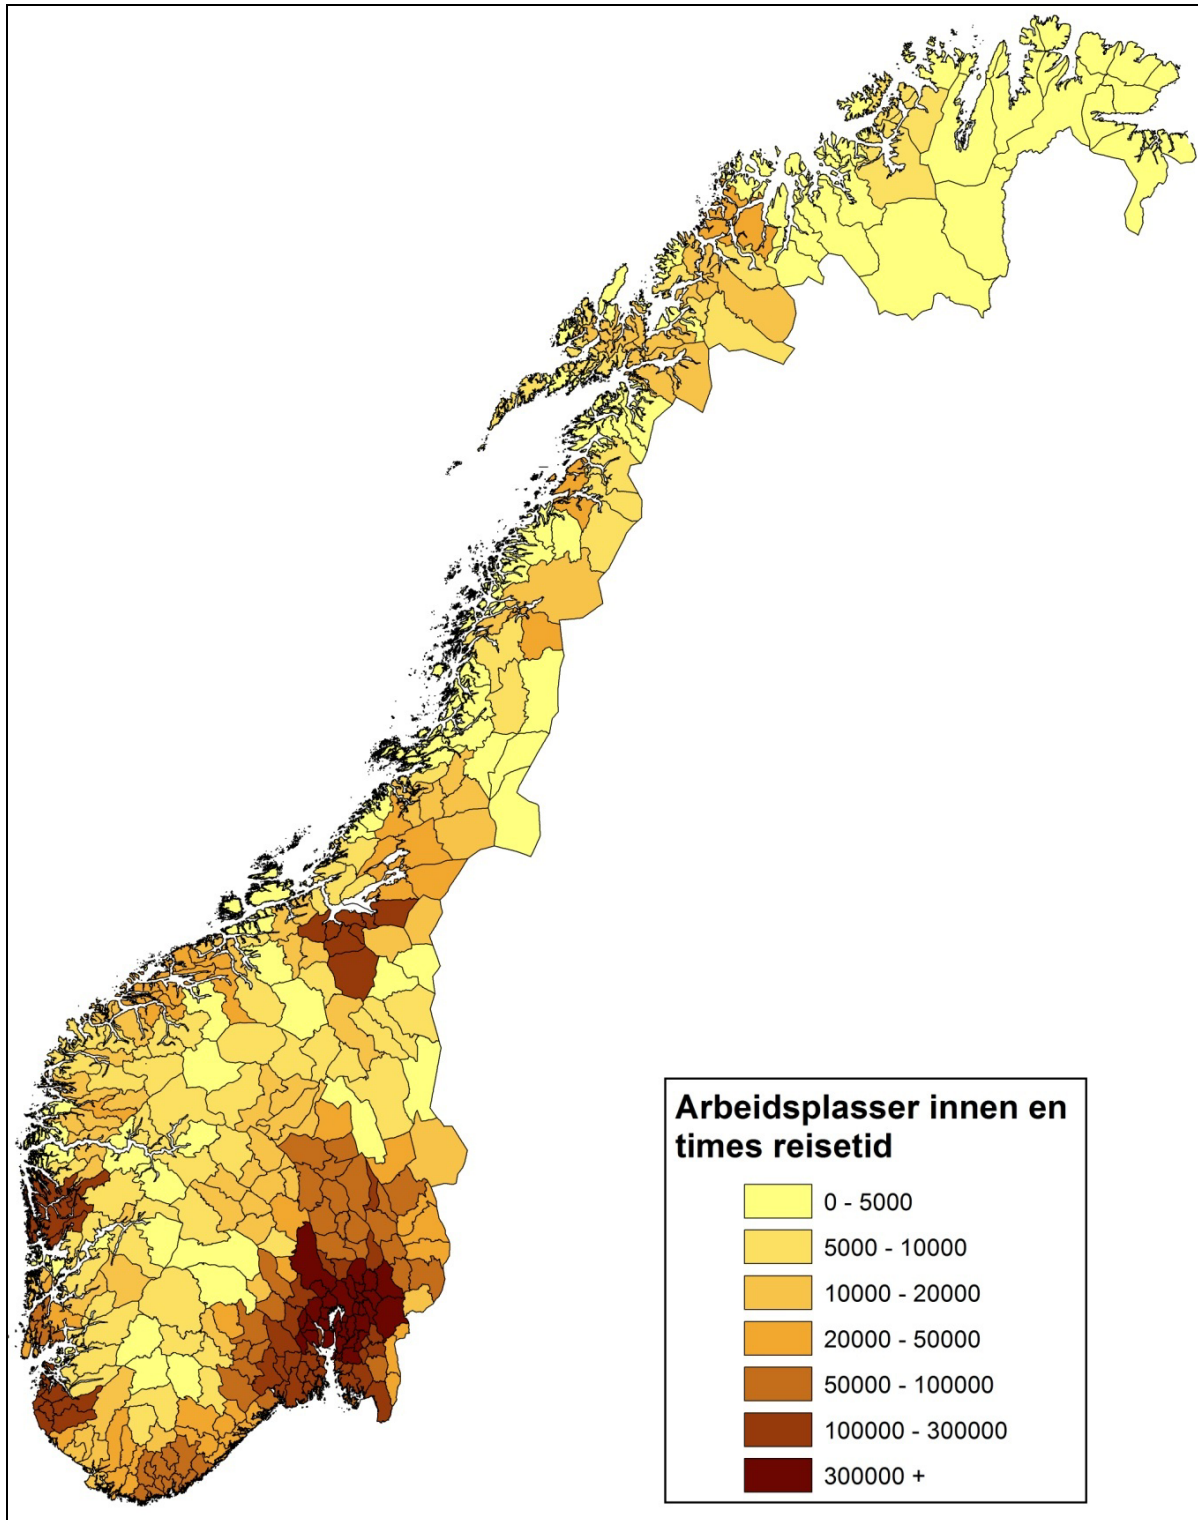 Arbeidsplasser innen en
times reisetid
0 - 5000
5000 - 10000
10000 - 20000
20000 - 50000
50000 - 100000
100000 - 300000
300000 +